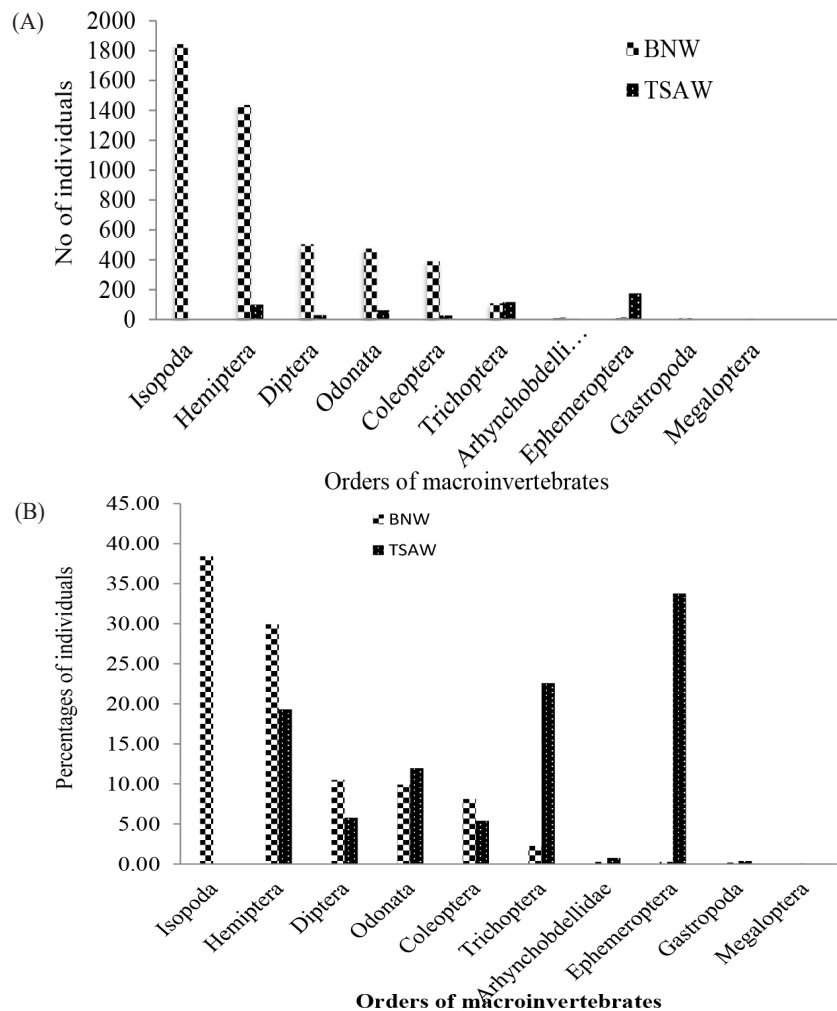 (A)
No of individuals
2000
1800
1600
1400
1200
1000
800
600
400
200
0
BNW
TSAW
Isopoda
Hemiptera
Diptera
Odonata
Coleoptera
Trichoptera
Arhynchobdelli…
Ephemeroptera
Gastropoda
Megaloptera
Orders of macroinvertebrates
(B)
Percentages of individuals
45.00
40.00
35.00
30.00
25.00
20.00
15.00
10.00
5.00
0.00
BNW
TSAW
Isopoda
Hemiptera
Diptera
Odonata
Coleoptera
Trichoptera
Arhynchobdellidae
Ephemeroptera
Gastropoda
Megaloptera
Orders of macroinvertebrates